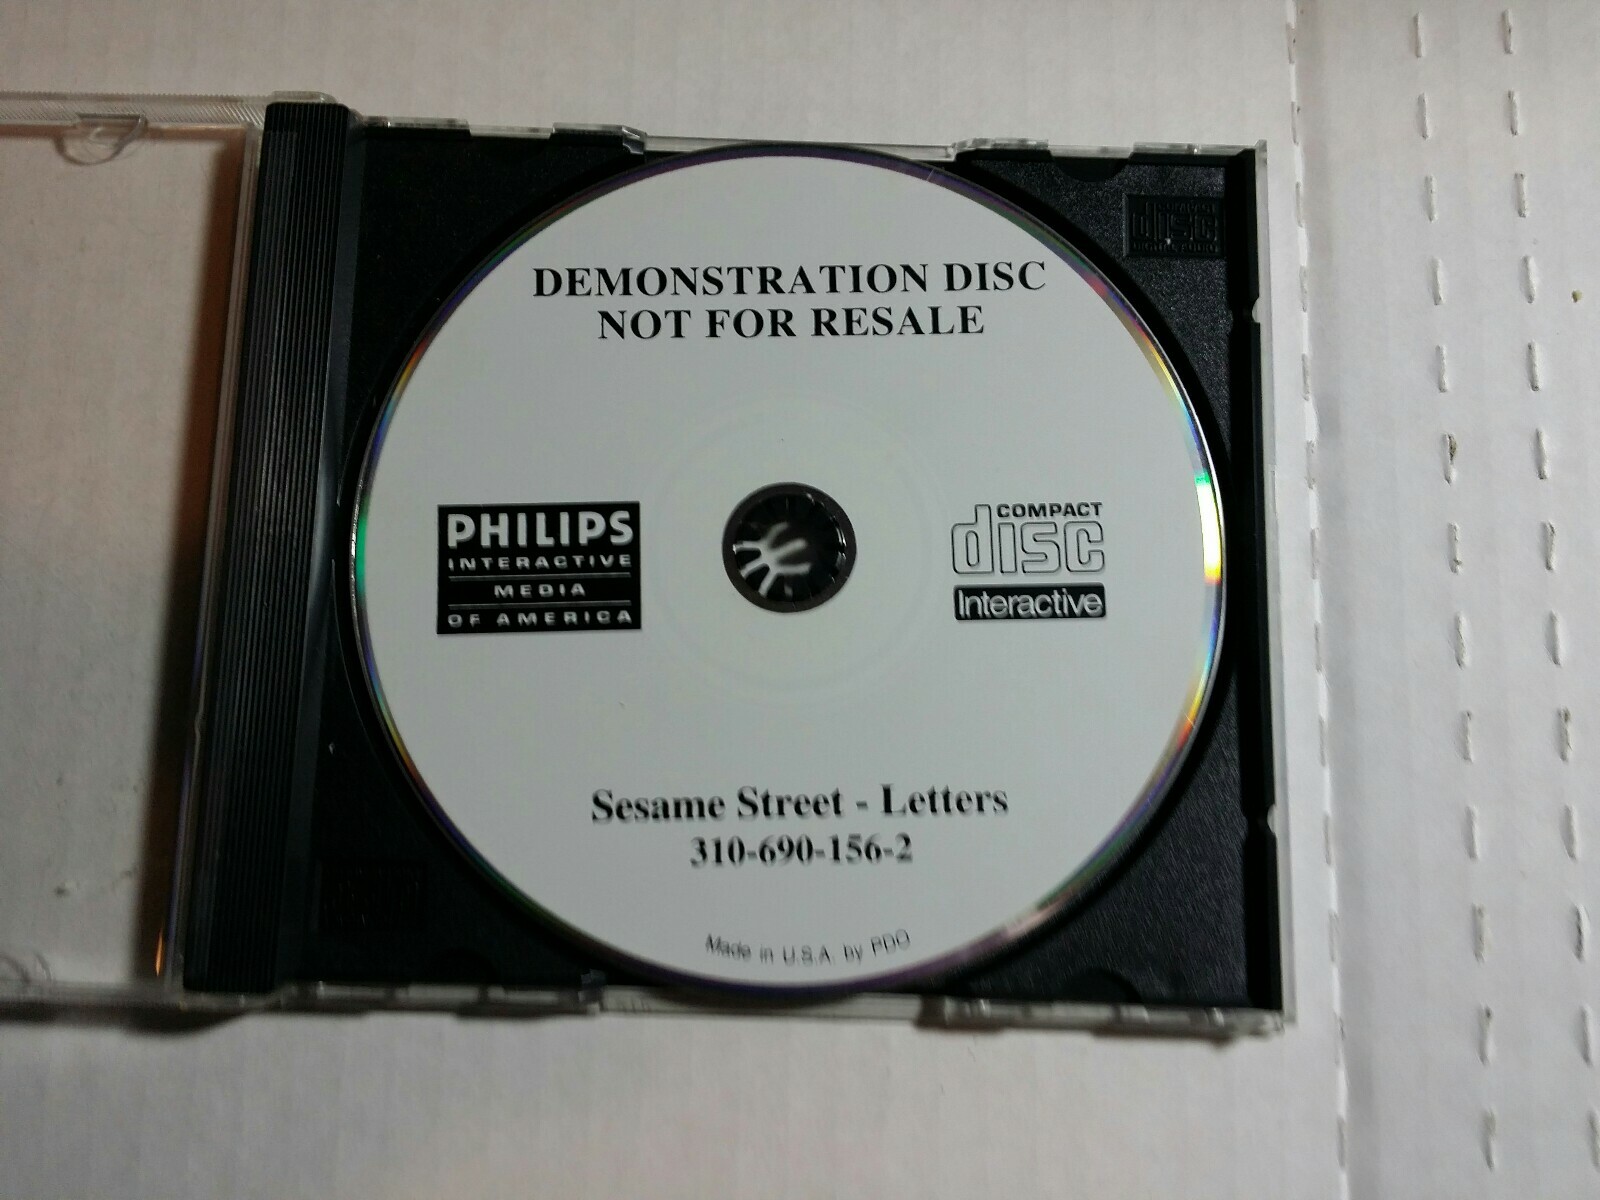 DEMONSTRATION DISC
NOT FOR RESALE
PHILIPS
INTERACTIVE
MEDIA
OF AMERICA
COMPACT
disc
Interactive
Sesame Street - Letters
310-690-156-2
Made in U.S.A. by PDO
disc